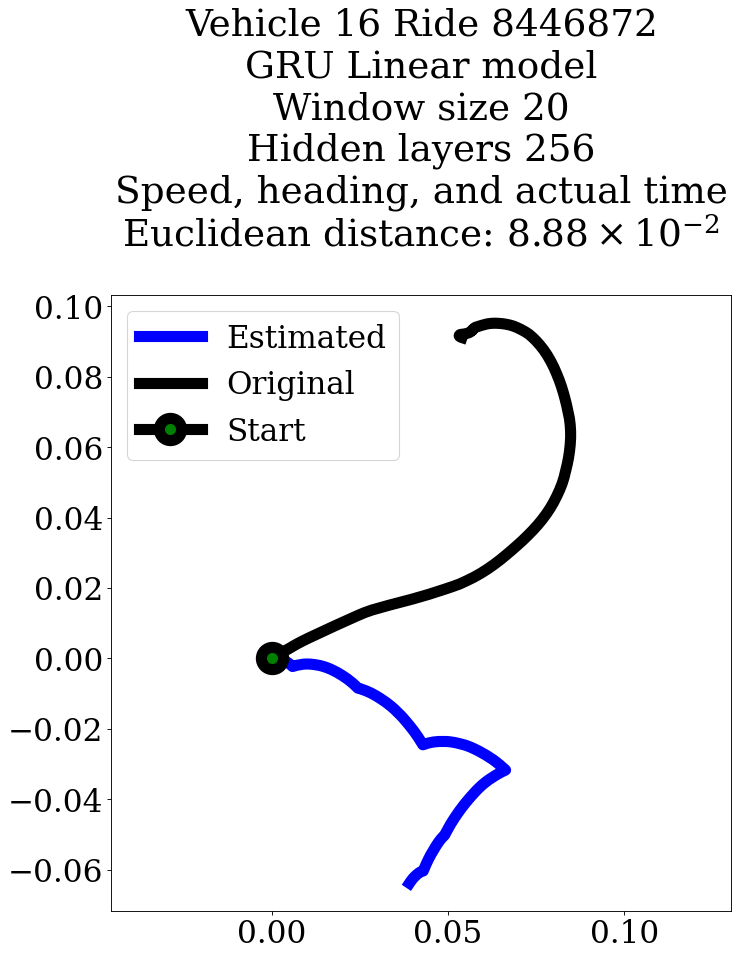 Vehicle 16 Ride 8446872
GRU Linear model
Window size 20
Hidden layers 256
Speed, heading, and actual time
Euclidean distance: 8.88 × 10⁻²
0.10
0.08
0.06
0.04
0.02
0.00
−0.02
−0.04
−0.06
Estimated
Original
Start
0.00 0.05 0.10